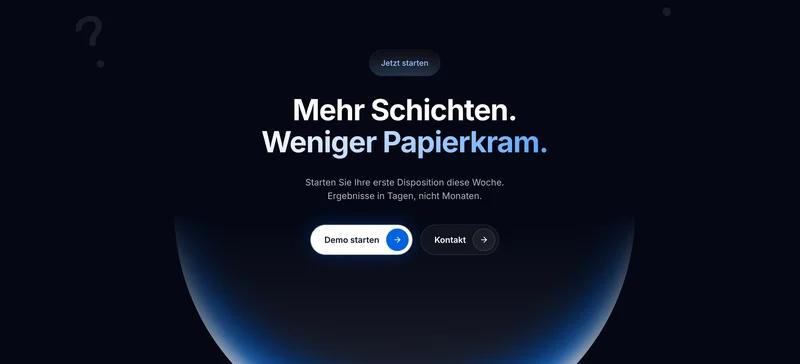 ?
Jetzt starten
Mehr Schichten.
Weniger Papierkram.
Starten Sie Ihre erste Disposition diese Woche.
Ergebnisse in Tagen, nicht Monaten.
Demo starten
Kontakt